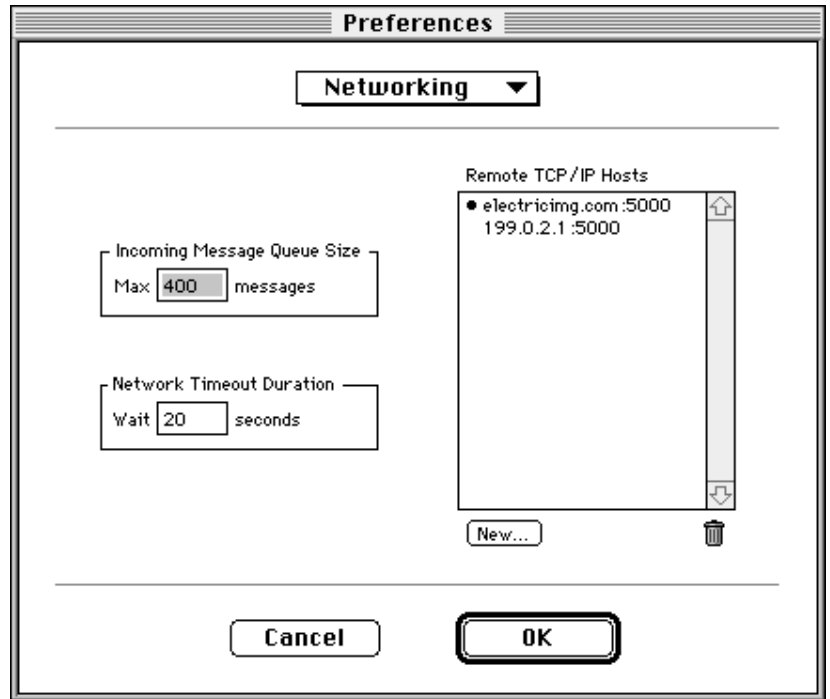 Preferences
Networking
Remote TCP/IP Hosts
● electricimg.com:5000
199.0.2.1:5000
Incoming Message Queue Size
Max 400 messages
Network Timeout Duration
Wait 20 seconds
New...
Cancel
OK